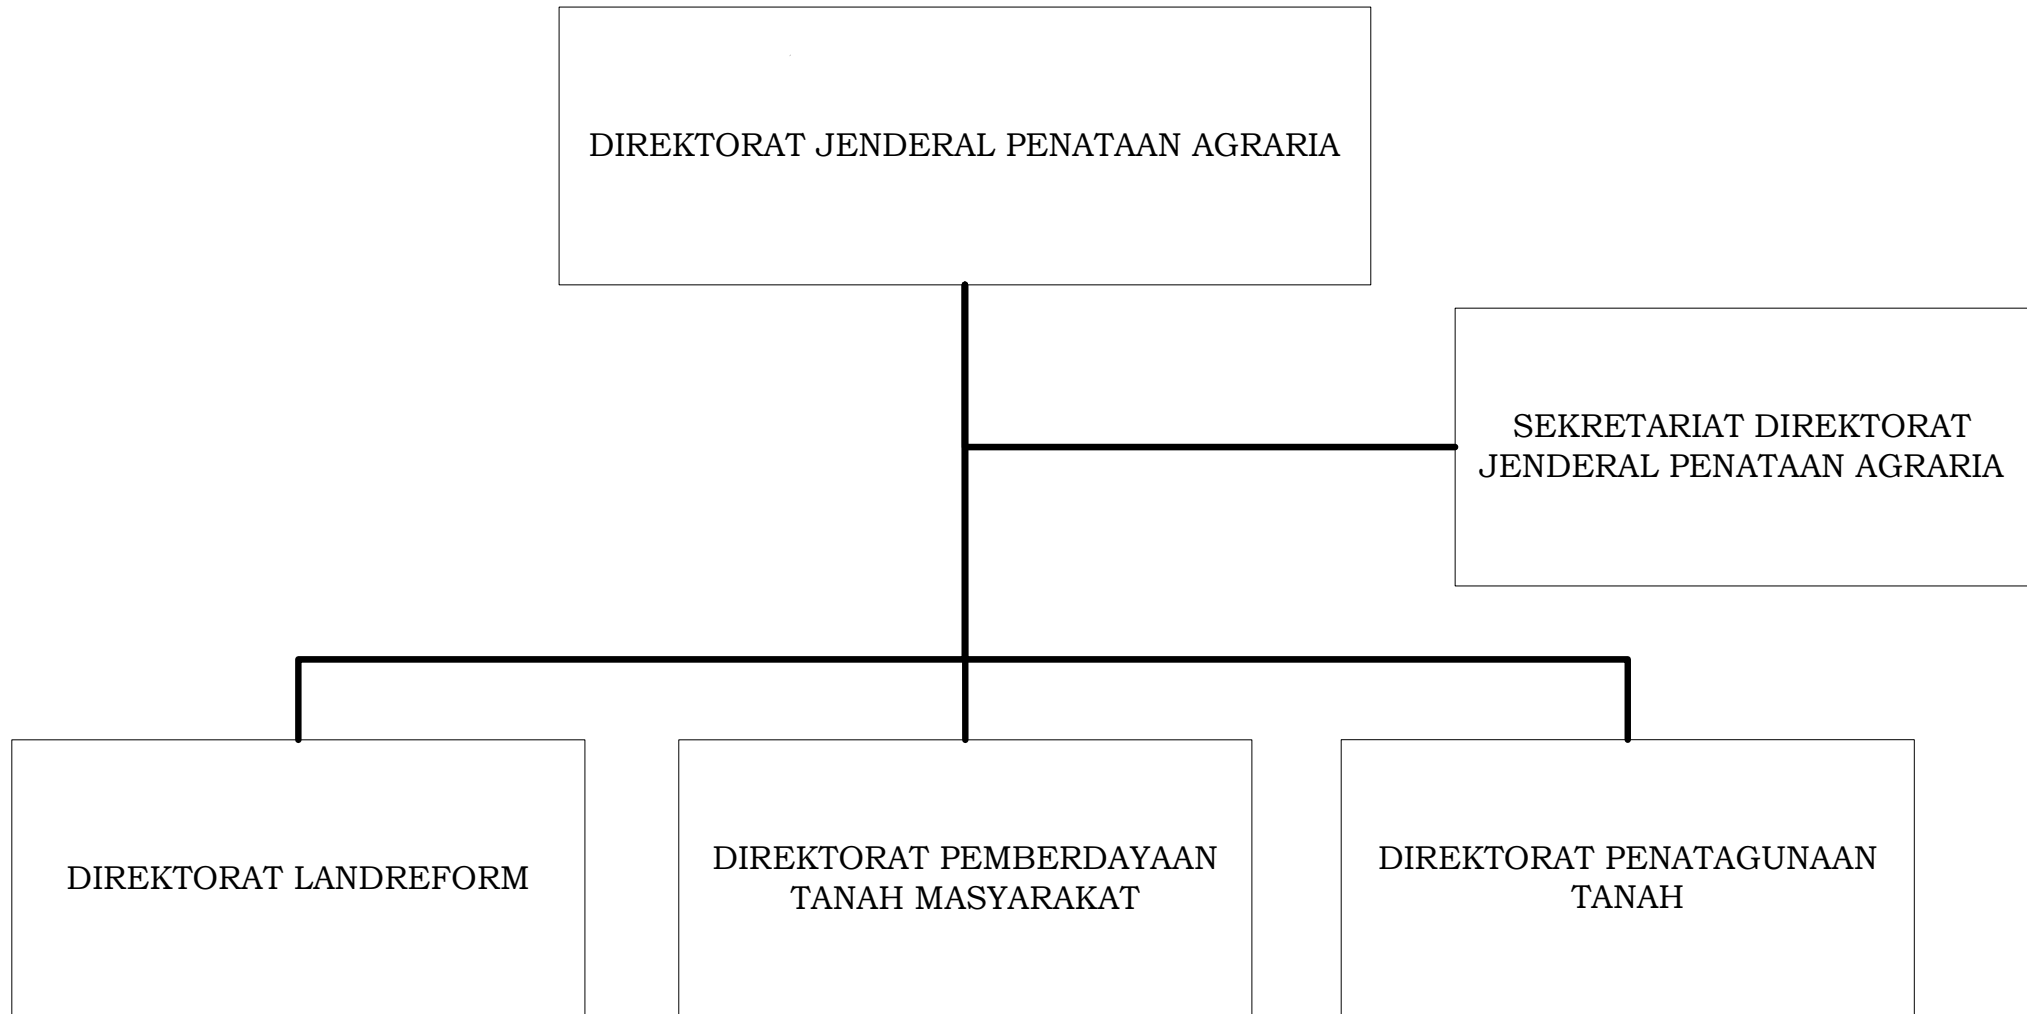 DIREKTORAT JENDERAL PENATAAN AGRARIA
SEKRETARIAT DIREKTORAT
JENDERAL PENATAAN AGRARIA
DIREKTORAT LANDREFORM
DIREKTORAT PEMBERDAYAAN
TANAH MASYARAKAT
DIREKTORAT PENATAGUNAAN
TANAH